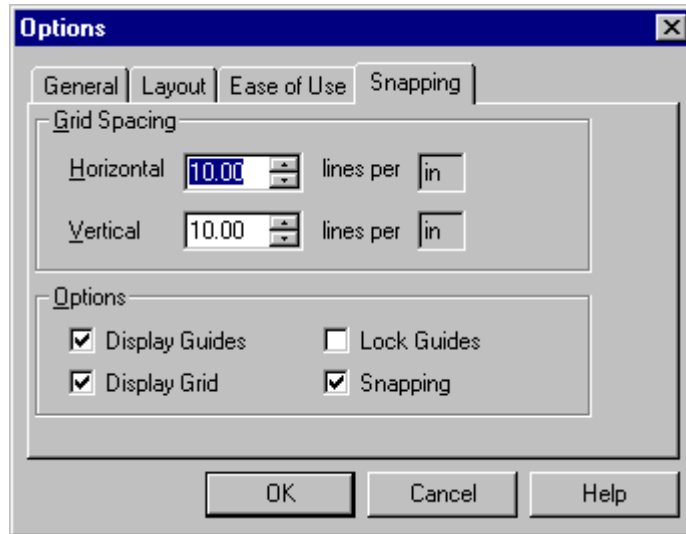 Options
General Layout Ease of Use Snapping
Grid Spacing
Horizontal 10.00 lines per in
Vertical 10.00 lines per in
Options
Display Guides Lock Guides
Display Grid Snapping
OK Cancel Help